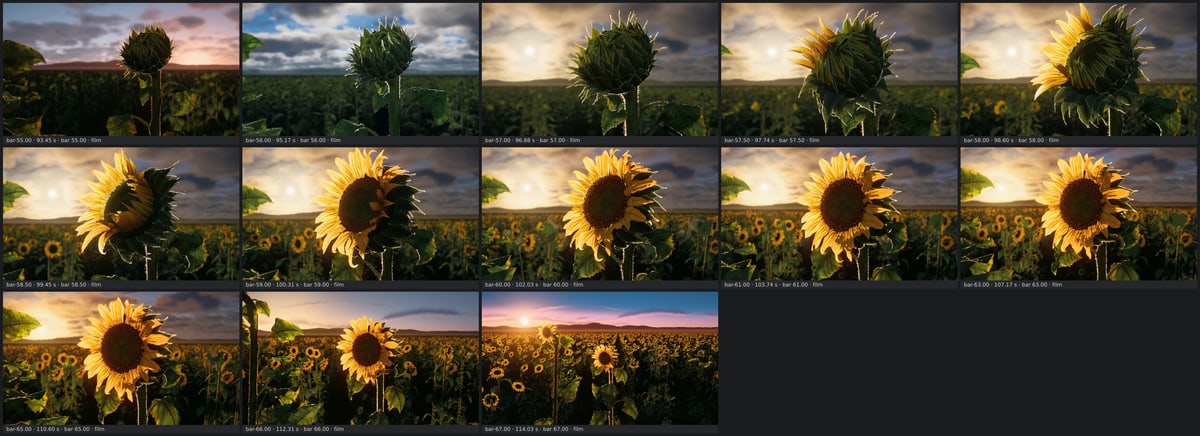 bar-55.00 · 93.45 s · bar 55.00 · film
bar-56.00 · 95.17 s · bar 56.00 · film
bar-57.00 · 96.88 s · bar 57.00 · film
bar-57.50 · 97.74 s · bar 57.50 · film
bar-58.00 · 98.60 s · bar 58.00 · film
bar-58.50 · 99.45 s · bar 58.50 · film
bar-59.00 · 100.31 s · bar 59.00 · film
bar-60.00 · 102.03 s · bar 60.00 · film
bar-61.00 · 103.74 s · bar 61.00 · film
bar-63.00 · 107.17 s · bar 63.00 · film
bar-65.00 · 110.60 s · bar 65.00 · film
bar-66.00 · 112.31 s · bar 66.00 · film
bar-67.00 · 114.03 s · bar 67.00 · film